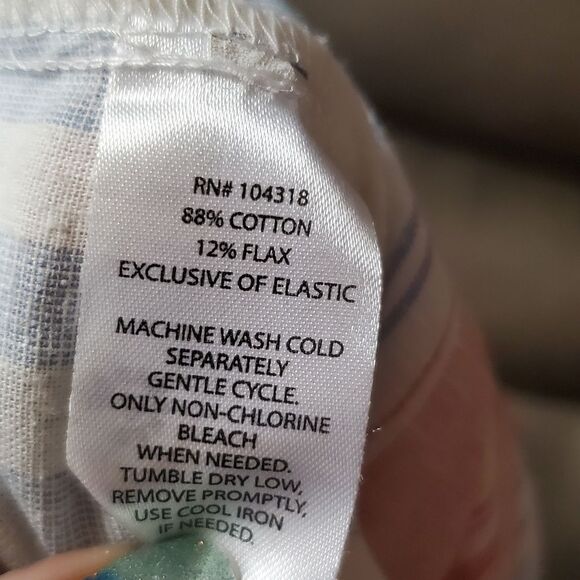 RN# 104318
88% COTTON
12% FLAX
EXCLUSIVE OF ELASTIC
MACHINE WASH COLD
SEPARATELY
GENTLE CYCLE.
ONLY NON-CHLORINE
BLEACH
WHEN NEEDED.
TUMBLE DRY LOW,
REMOVE PROMPTLY,
USE COOL IRON
IF NEEDED.